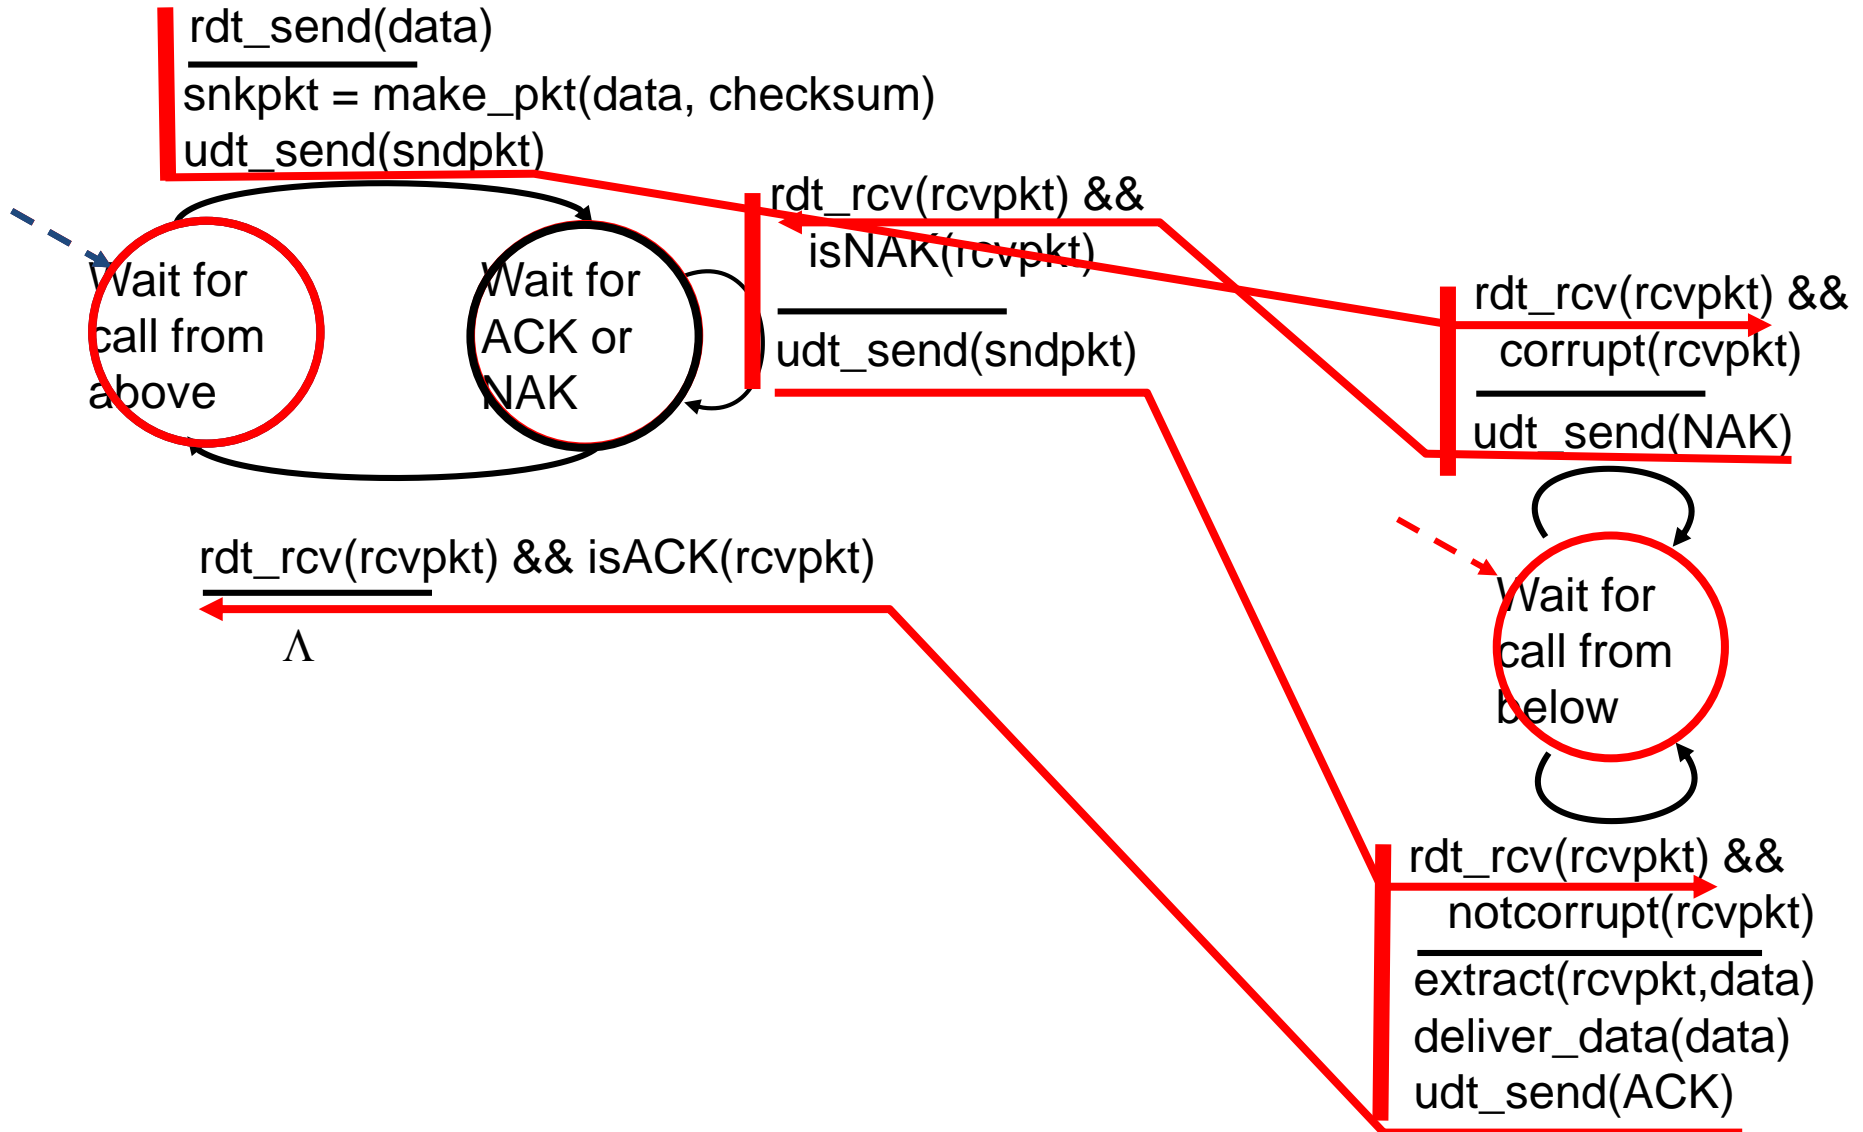 rdt_send(data)
snkpkt = make_pkt(data, checksum)
udt_send(sndpkt)
rdt_rcv(rcvpkt) &&
isNAK(rcvpkt)
udt_send(sndpkt)
Wait for
call from
above
Wait for
ACK or
NAK
rdt_rcv(rcvpkt) && isACK(rcvpkt)
Λ
rdt_rcv(rcvpkt) &&
corrupt(rcvpkt)
udt_send(NAK)
Wait for
call from
below
rdt_rcv(rcvpkt) &&
notcorrupt(rcvpkt)
extract(rcvpkt,data)
deliver_data(data)
udt_send(ACK)